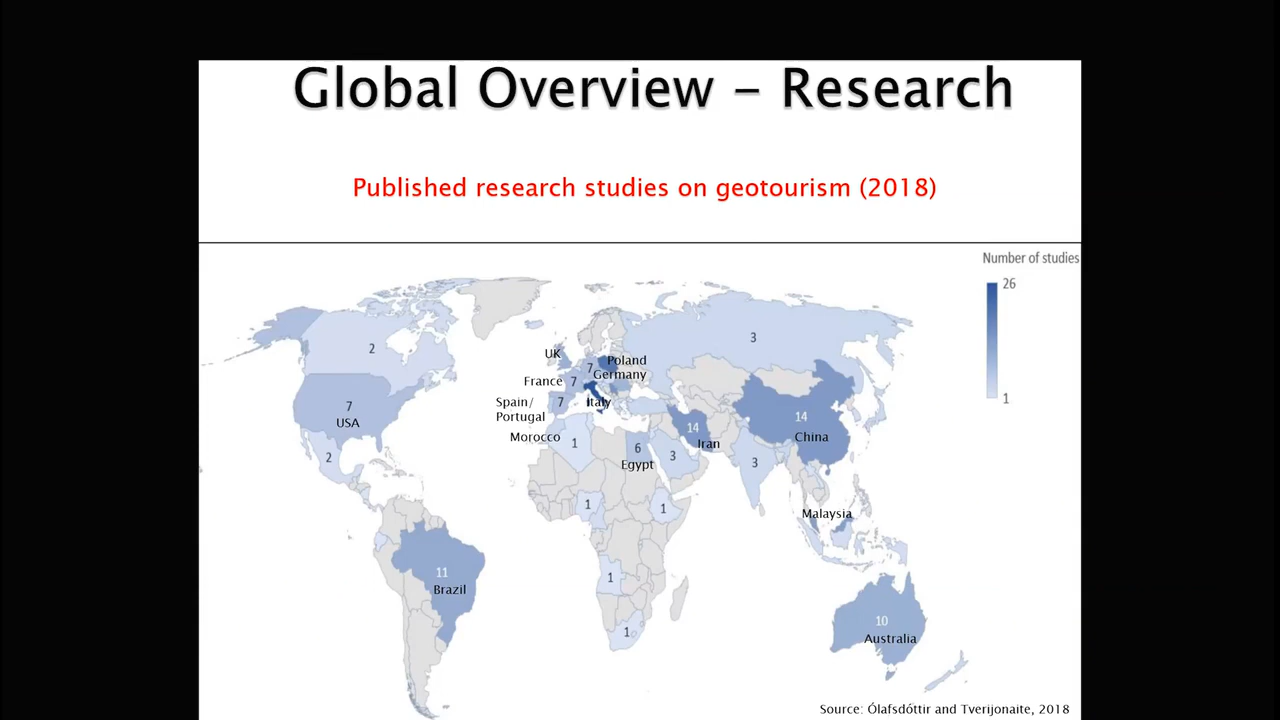 Global Overview – Research
Published research studies on geotourism (2018)
Number of studies
26
1
2
3
UK
Poland
7
Germany
France
7
7
USA
Spain/
Portugal
7
Italy
14
China
14
Iran
Morocco
1
6
Egypt
3
3
2
1
1
Malaysia
11
Brazil
1
10
Australia
1
Source: Ólafsdóttir and Tverijonaite, 2018